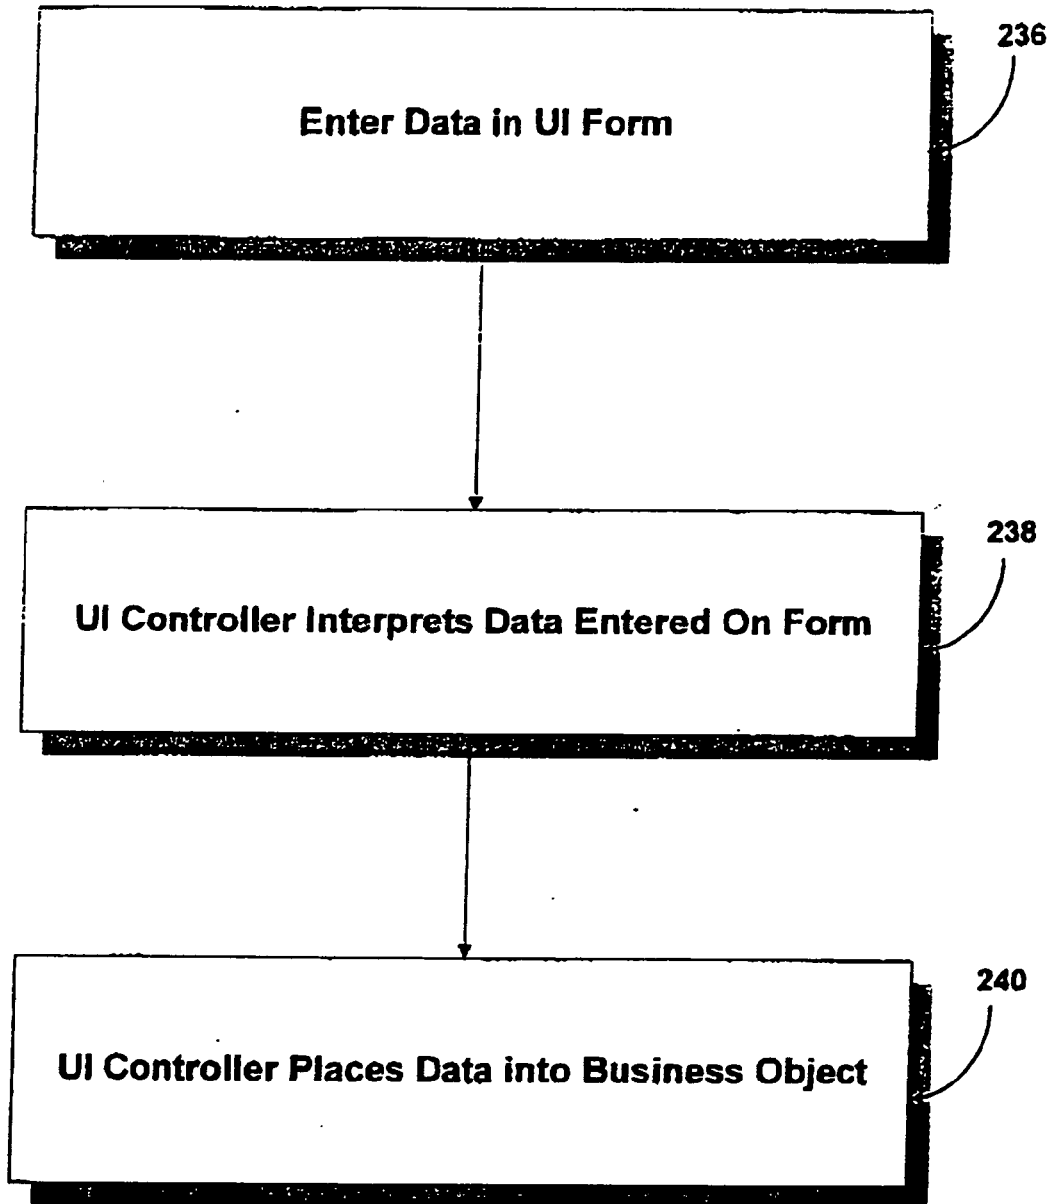 236
Enter Data in UI Form
238
UI Controller Interprets Data Entered On Form
240
UI Controller Places Data into Business Object